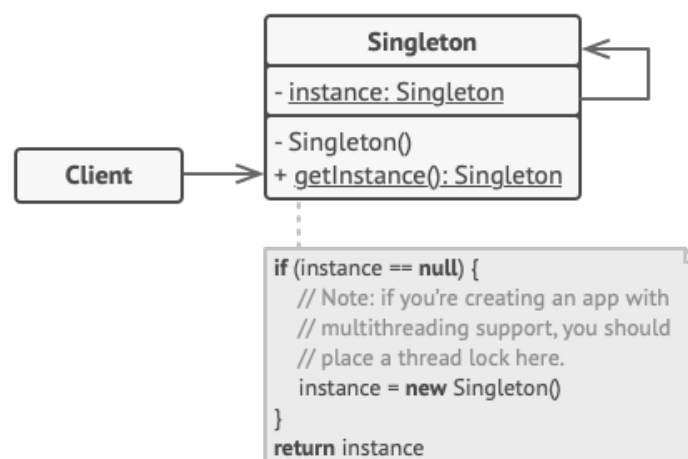 Singleton
- instance: Singleton
- Singleton()
+ getInstance(): Singleton
Client
if (instance == null) {
// Note: if you're creating an app with
// multithreading support, you should
// place a thread lock here.
instance = new Singleton()
}
return instance